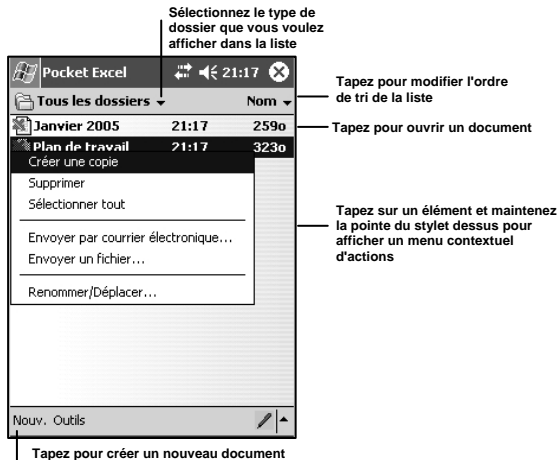 Sélectionnez le type de
dossier que vous voulez
afficher dans la liste
Pocket Excel 21:17
Tous les dossiers Nom
Janvier 2005 21:17 259o
Plan de travail 21:17 323o
Créer une copie
Supprimer
Sélectionner tout
Envoyer par courrier électronique...
Envoyer un fichier...
Renommer/Déplacer...
Nouv. Outils
Tapez pour modifier l'ordre
de tri de la liste
Tapez pour ouvrir un document
Tapez sur un élément et maintenez
la pointe du stylet dessus pour
afficher un menu contextuel
d'actions
Tapez pour créer un nouveau document